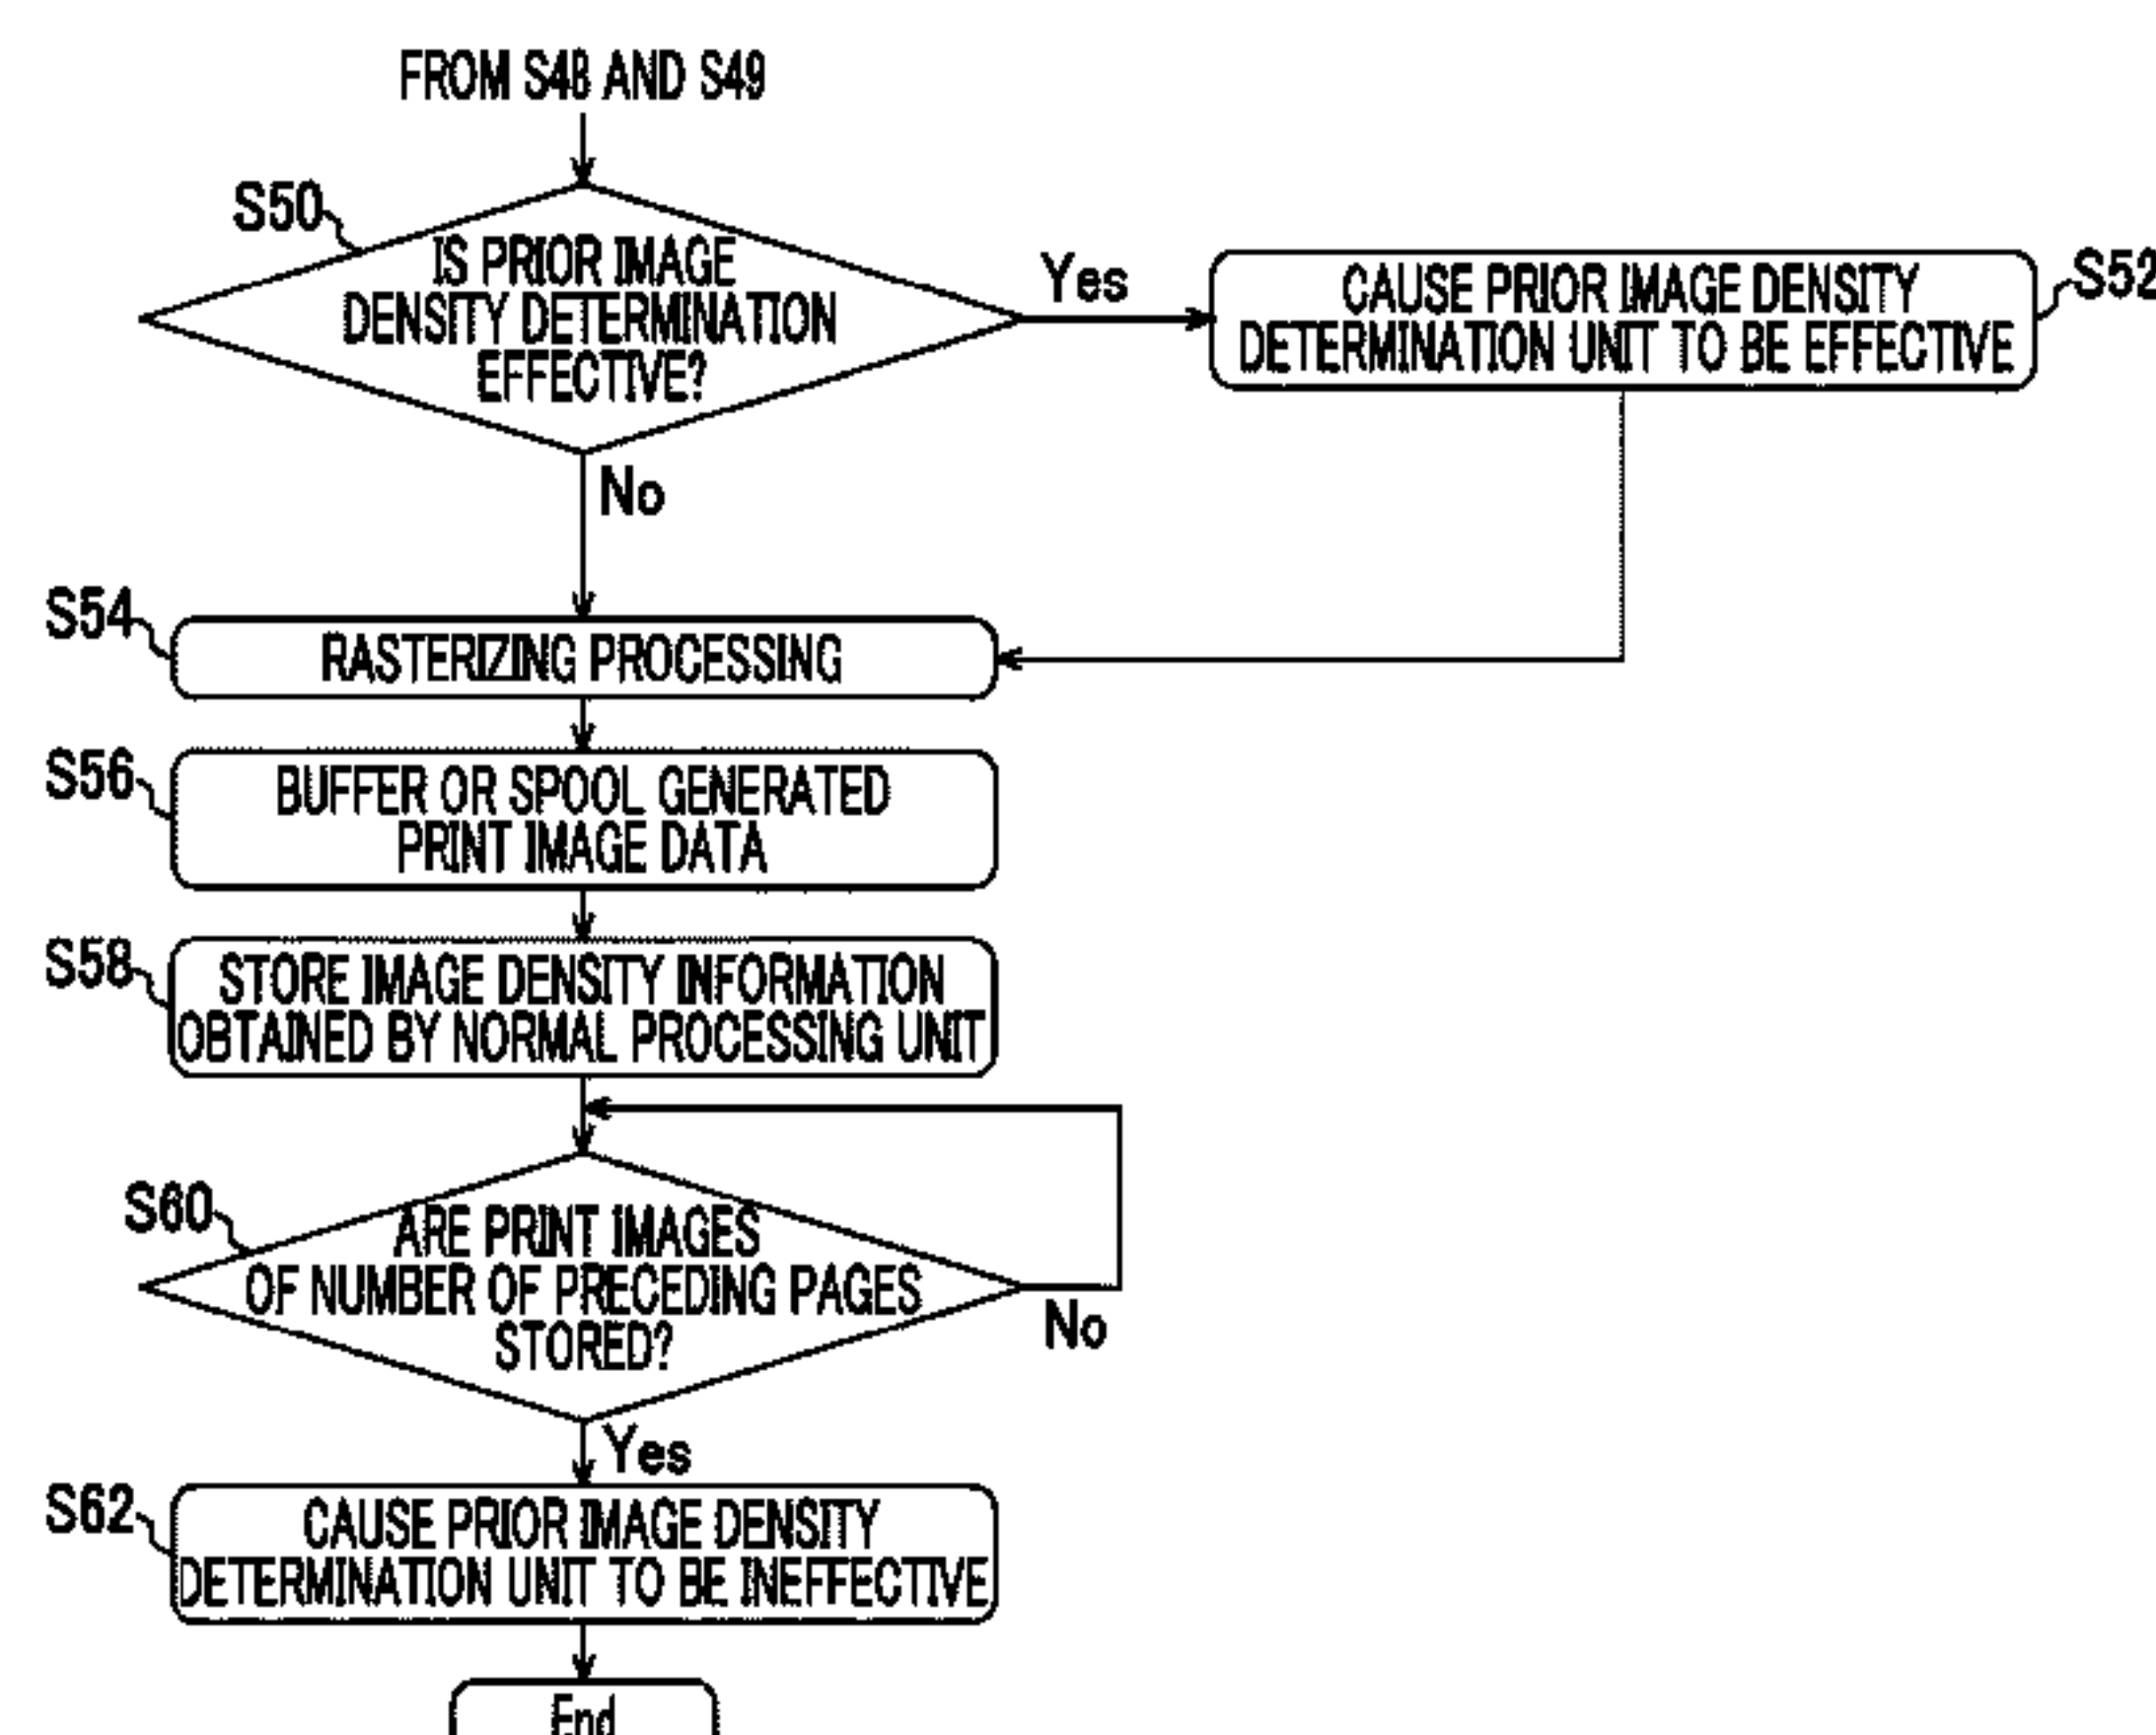 FROM S48 AND S49
S50
IS PRIOR IMAGE
DENSITY DETERMINATION
EFFECTIVE?
Yes
CAUSE PRIOR IMAGE DENSITY
DETERMINATION UNIT TO BE EFFECTIVE
S52
No
S54
RASTERIZING PROCESSING
S56
BUFFER OR SPOOL GENERATED
PRINT IMAGE DATA
S58
STORE IMAGE DENSITY INFORMATION
OBTAINED BY NORMAL PROCESSING UNIT
S60
ARE PRINT IMAGES
OF NUMBER OF PRECEDING PAGES
STORED?
No
Yes
S62
CAUSE PRIOR IMAGE DENSITY
DETERMINATION UNIT TO BE INEFFECTIVE
End